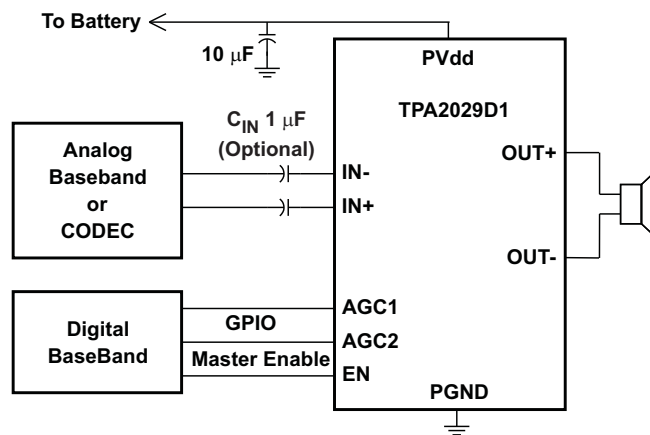 To Battery
10 μF
PVdd
TPA2029D1
C_IN 1 μF
(Optional)
Analog
Baseband
or
CODEC
IN-
IN+
OUT+
OUT-
Digital
BaseBand
GPIO
Master Enable
AGC1
AGC2
EN
PGND